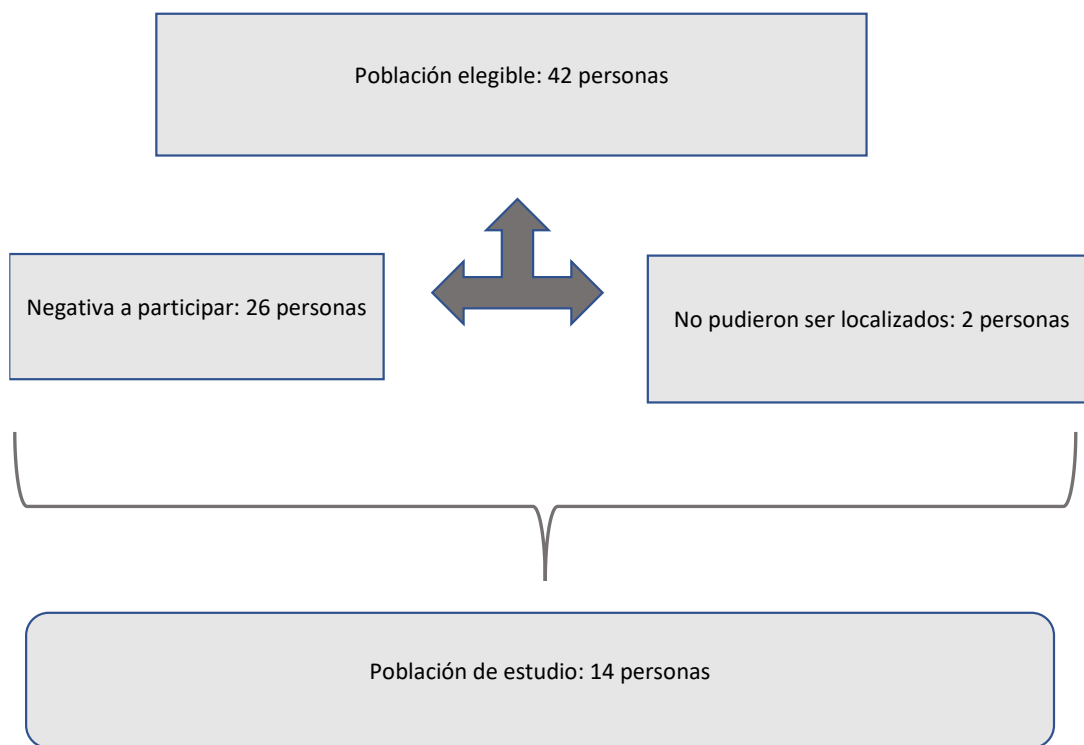 Población elegible: 42 personas
Negativa a participar: 26 personas
No pudieron ser localizados: 2 personas
Población de estudio: 14 personas